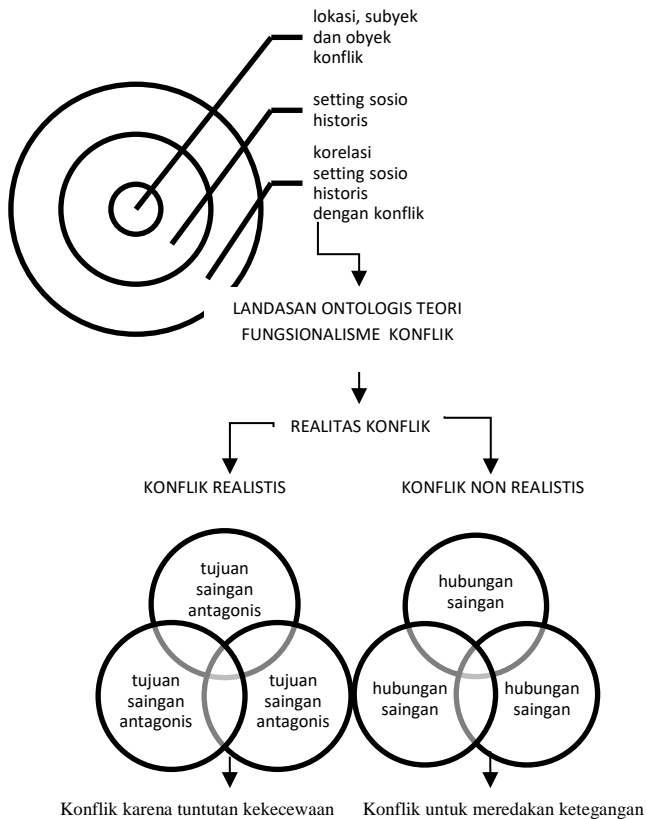 lokasi, subyek
dan obyek
konflik
setting sosio
historis
korelasi
setting sosio
historis
dengan konflik
LANDASAN ONTOLOGIS TEORI
FUNGSIONALISME KONFLIK
REALITAS KONFLIK
KONFLIK REALISTIS
KONFLIK NON REALISTIS
tujuan
saingan
antagonis
tujuan
saingan
antagonis
tujuan
saingan
antagonis
hubungan
saingan
hubungan
saingan
hubungan
saingan
Konflik karena tuntutan kekecewaan
Konflik untuk meredakan ketegangan